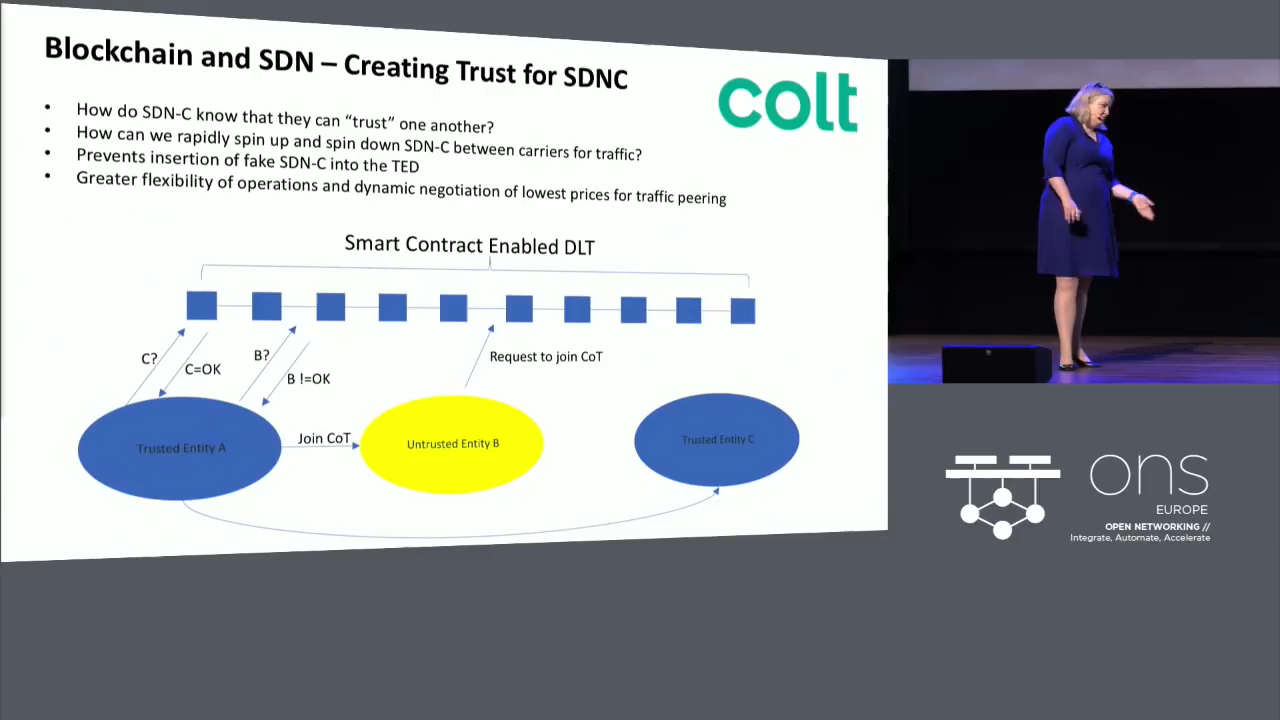 Blockchain and SDN – Creating Trust for SDNC
colt
• How do SDN-C know that they can “trust” one another?
• How can we rapidly spin up and spin down SDN-C between carriers for traffic?
• Prevents insertion of fake SDN-C into the TED
• Greater flexibility of operations and dynamic negotiation of lowest prices for traffic peering
Smart Contract Enabled DLT
C?
C=OK
B?
B !=OK
Request to join CoT
Trusted Entity A
Join CoT
Untrusted Entity B
Trusted Entity C
ons
EUROPE
OPEN NETWORKING //
Integrate, Automate, Accelerate